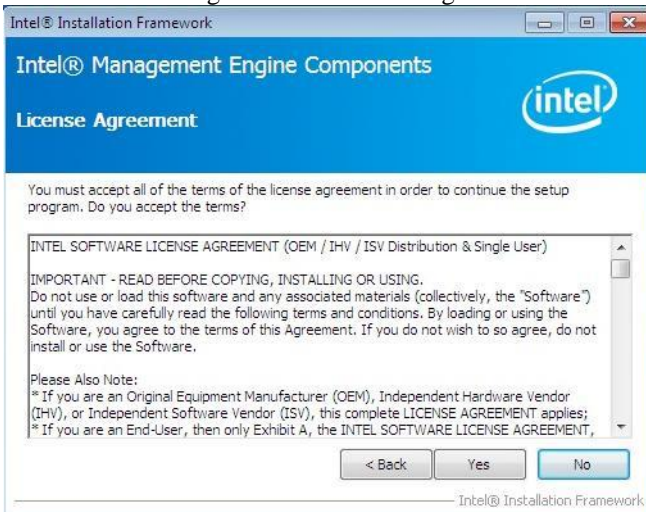 Intel® Installation Framework
Intel® Management Engine Components
License Agreement
intel
You must accept all of the terms of the license agreement in order to continue the setup
program. Do you accept the terms?
INTEL SOFTWARE LICENSE AGREEMENT (OEM / IHV / ISV Distribution & Single User)
IMPORTANT - READ BEFORE COPYING, INSTALLING OR USING.
Do not use or load this software and any associated materials (collectively, the "Software")
until you have carefully read the following terms and conditions. By loading or using the
Software, you agree to the terms of this Agreement. If you do not wish to so agree, do not
install or use the Software.
Please Also Note:
* If you are an Original Equipment Manufacturer (OEM), Independent Hardware Vendor
(IHV), or Independent Software Vendor (ISV), this complete LICENSE AGREEMENT applies;
* If you are an End-User, then only Exhibit A, the INTEL SOFTWARE LICENSE AGREEMENT,
< Back
Yes
No
Intel® Installation Framework